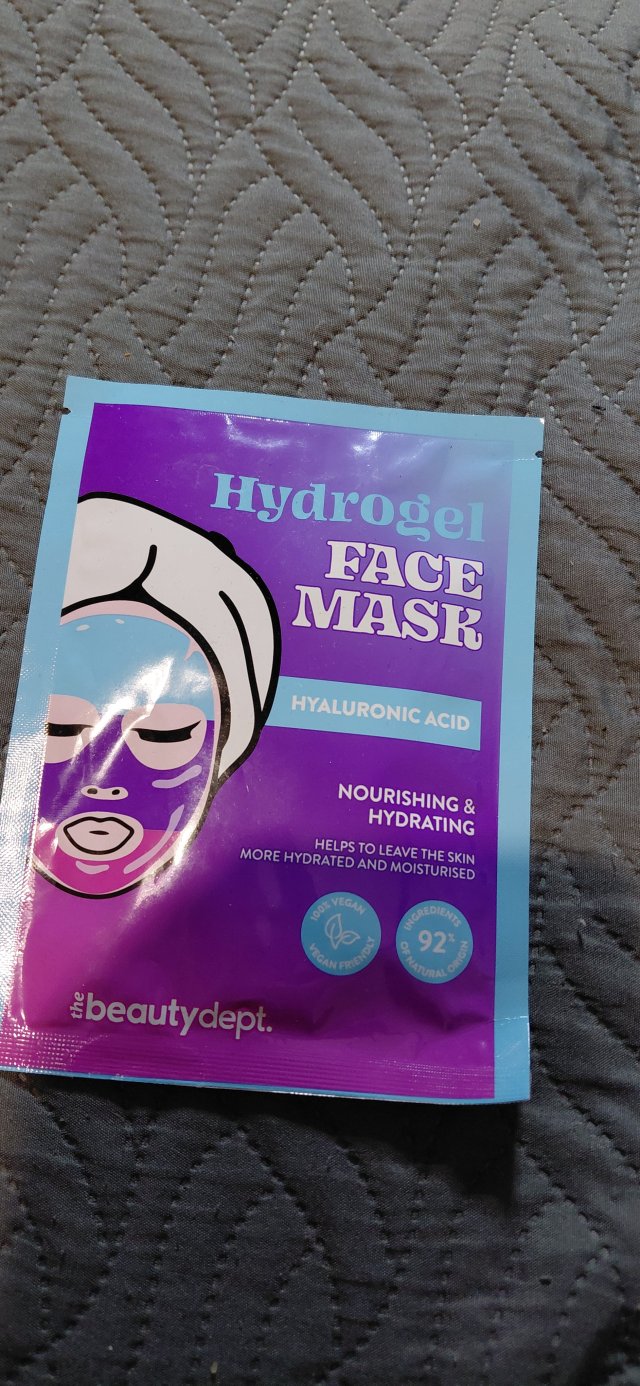 Hydrogel
FACE
MASK
HYALURONIC ACID
NOURISHING &
HYDRATING
HELPS TO LEAVE THE SKIN
MORE HYDRATED AND MOISTURISED
100% VEGAN
VEGAN FRIENDLY
INGREDIENTS
92%
OF NATURAL ORIGIN
the beautydept.